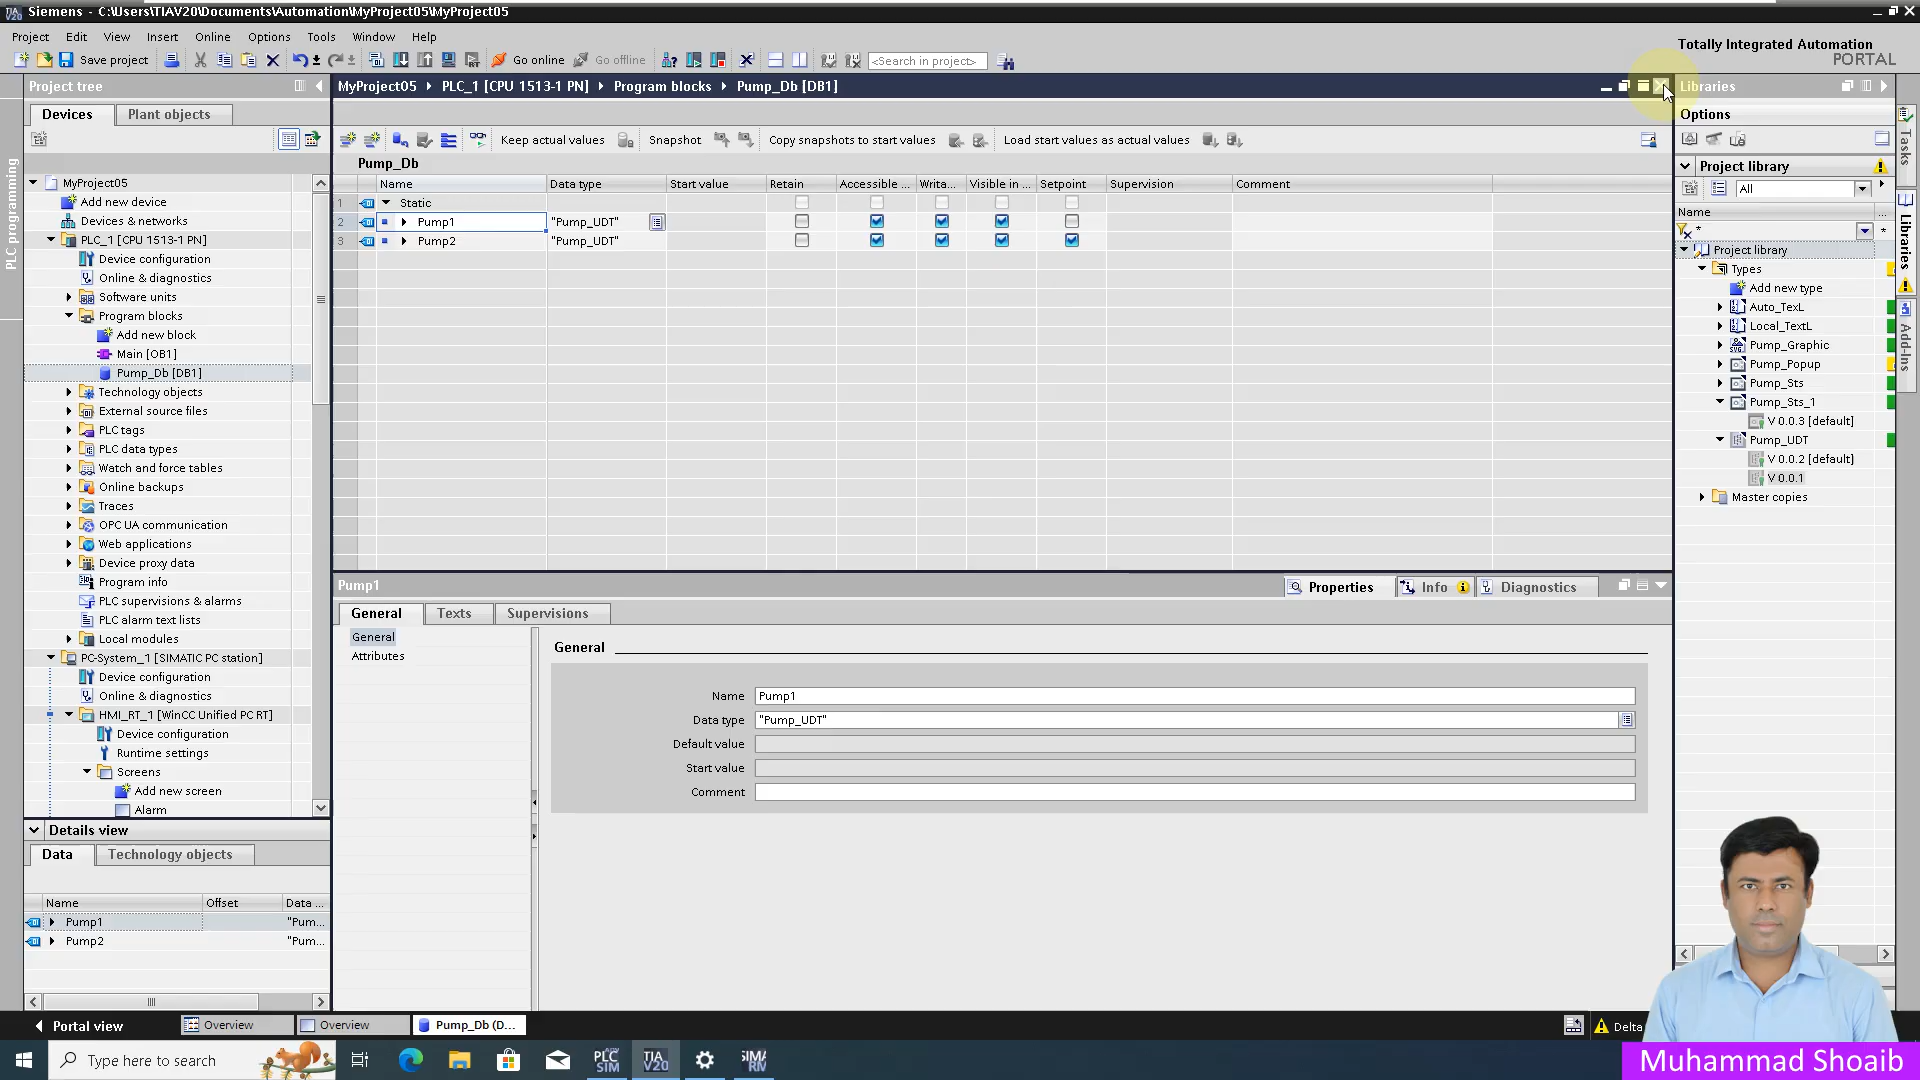 Siemens - C:\Users\TIAV20\Documents\Automation\MyProject05\MyProject05
Project Edit View Insert Online Options Tools Window Help
Totally Integrated Automation
PORTAL
Save project
Go online
Go offline
<Search in project>
Project tree
MyProject05 ▸ PLC_1 [CPU 1513-1 PN] ▸ Program blocks ▸ Pump_Db [DB1]
Libraries
Devices
Plant objects
Options
Keep actual values
Snapshot
Copy snapshots to start values
Load start values as actual values
Pump_Db
Name Data type Start value Retain Accessible ... Writa... Visible in ... Setpoint Supervision Comment
1 Static
2 Pump1 "Pump_UDT"
3 Pump2 "Pump_UDT"
MyProject05
Add new device
Devices & networks
PLC_1 [CPU 1513-1 PN]
Device configuration
Online & diagnostics
Software units
Program blocks
Add new block
Main [OB1]
Pump_Db [DB1]
Technology objects
External source files
PLC tags
PLC data types
Watch and force tables
Online backups
Traces
OPC UA communication
Web applications
Device proxy data
Program info
PLC supervisions & alarms
PLC alarm text lists
Local modules
PC-System_1 [SIMATIC PC station]
Device configuration
Online & diagnostics
HMI_RT_1 [WinCC Unified PC RT]
Device configuration
Runtime settings
Screens
Add new screen
Alarm
PLC programming
Project library
All
Name
...
*
*
Project library
Types
Add new type
Auto_TexL
Local_TextL
Pump_Graphic
Pump_Popup
Pump_Sts
Pump_Sts_1
V 0.0.3 [default]
Pump_UDT
V 0.0.2 [default]
V 0.0.1
Master copies
Tasks
Libraries
Add-Ins
Pump1
Properties
Info
Diagnostics
General
Texts
Supervisions
General
Attributes
General
Name Pump1
Data type "Pump_UDT"
Default value
Start value
Comment
Details view
Data
Technology objects
Name Offset Data ...
Pump1 "Pum...
Pump2 "Pum...
Portal view
Overview
Overview
Pump_Db (D...
Delta
Type here to search
PLC SIM
TIA V20
Muhammad Shoaib